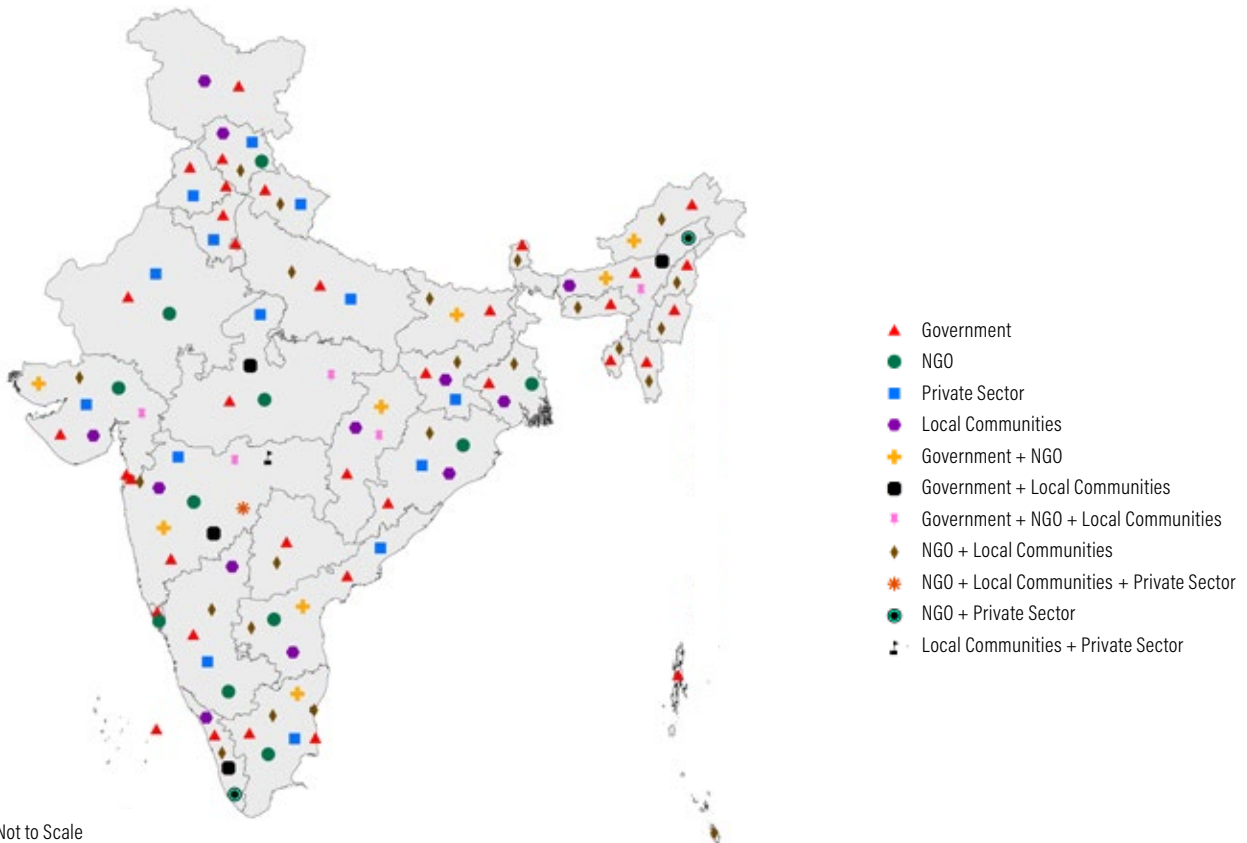 Government
NGO
Private Sector
Local Communities
Government + NGO
Government + Local Communities
Government + NGO + Local Communities
NGO + Local Communities
NGO + Local Communities + Private Sector
NGO + Private Sector
Local Communities + Private Sector
Not to Scale